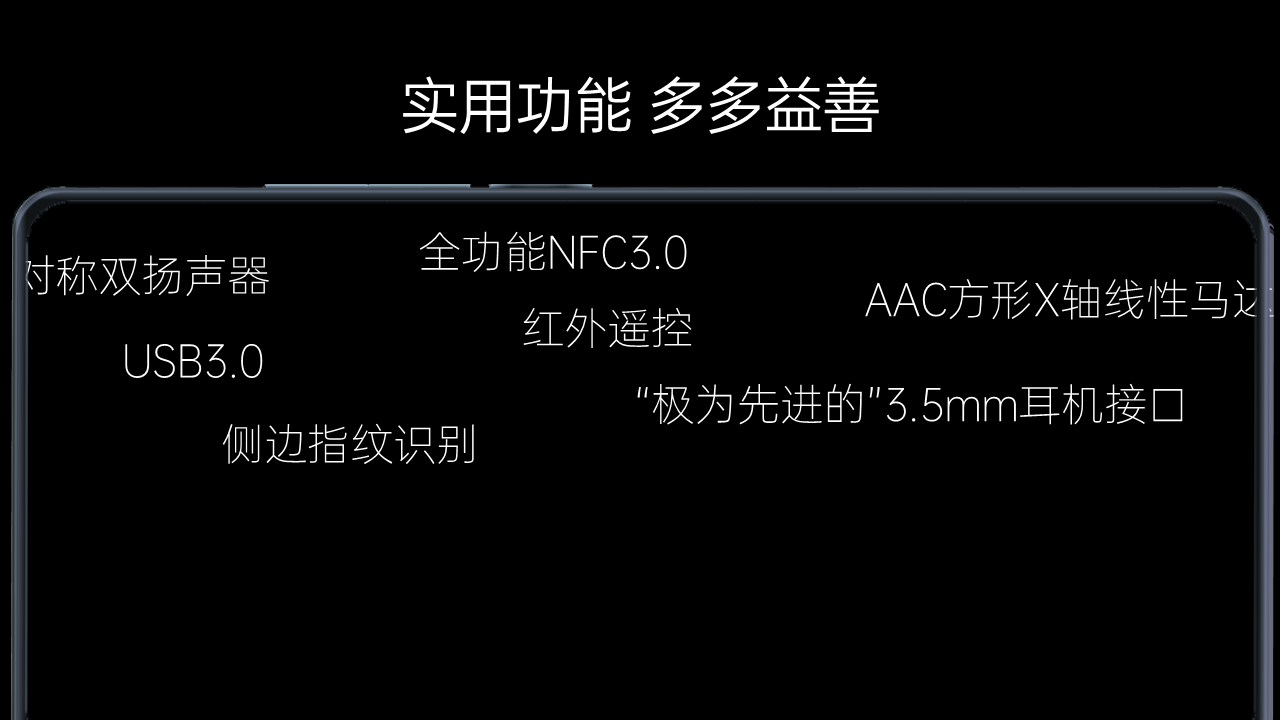 实用功能 多多益善
全功能NFC3.0
对称双扬声器
AAC方形X轴线性马达
红外遥控
USB3.0
"极为先进的"3.5mm耳机接口
侧边指纹识别